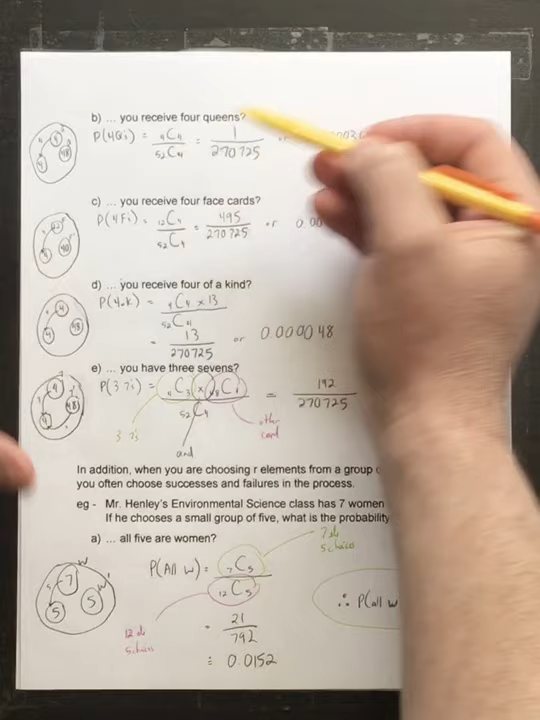 b) ... you receive four queens?
P(4Qs) = ₄C₄ / ₅₂C₄ = 1 / 270725 or
c) ... you receive four face cards?
P(4Fs) = ₁₂C₄ / ₅₂C₄ = 495 / 270725 or 0.00
d) ... you receive four of a kind?
P(4ok) = ₄C₄ x 13 / ₅₂C₄
= 13 / 270725 or 0.000048
e) ... you have three sevens?
P(3 7s) = ₄C₃ x ₄₈C₁ / ₅₂C₄ = 192 / 270725
3 7s
and
other card
In addition, when you are choosing r elements from a group
you often choose successes and failures in the process.
eg - Mr. Henley's Environmental Science class has 7 women
If he chooses a small group of five, what is the probability
a) ... all five are women?
P(All W) = ₇C₅ / ₁₂C₅
= 21 / 792
= 0.0152
∴ P(all w